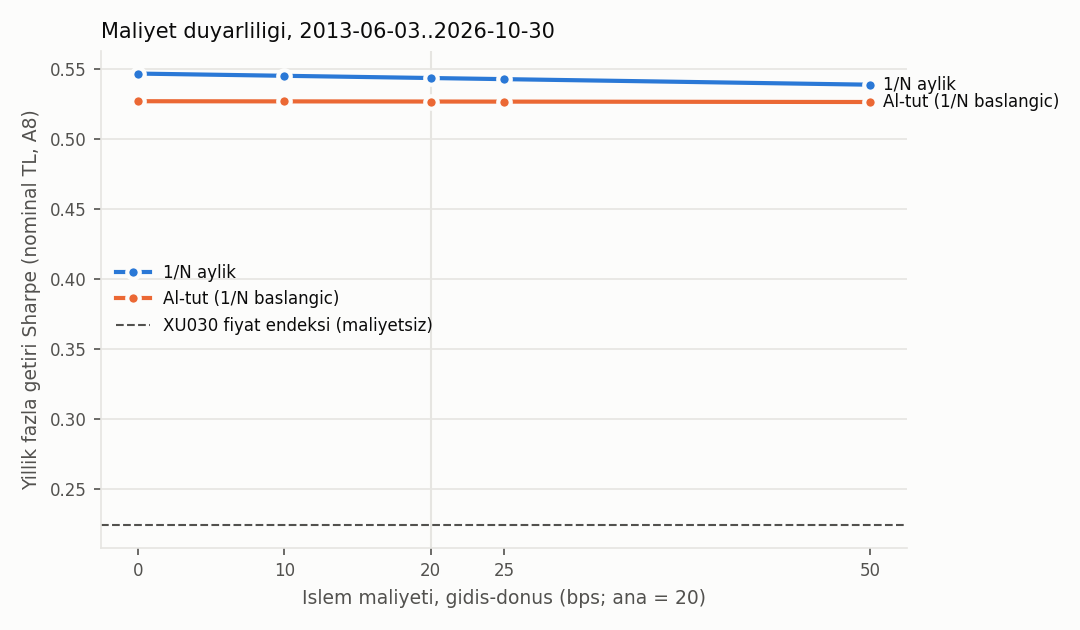 Maliyet duyarliligi, 2013-06-03..2026-10-30
Yillik fazla getiri Sharpe (nominal TL, A8)
0.55
0.50
0.45
0.40
0.35
0.30
0.25
1/N aylik
Al-tut (1/N baslangic)
1/N aylik
Al-tut (1/N baslangic)
XU030 fiyat endeksi (maliyetsiz)
0 10 20 25 50
Islem maliyeti, gidis-donus (bps; ana = 20)